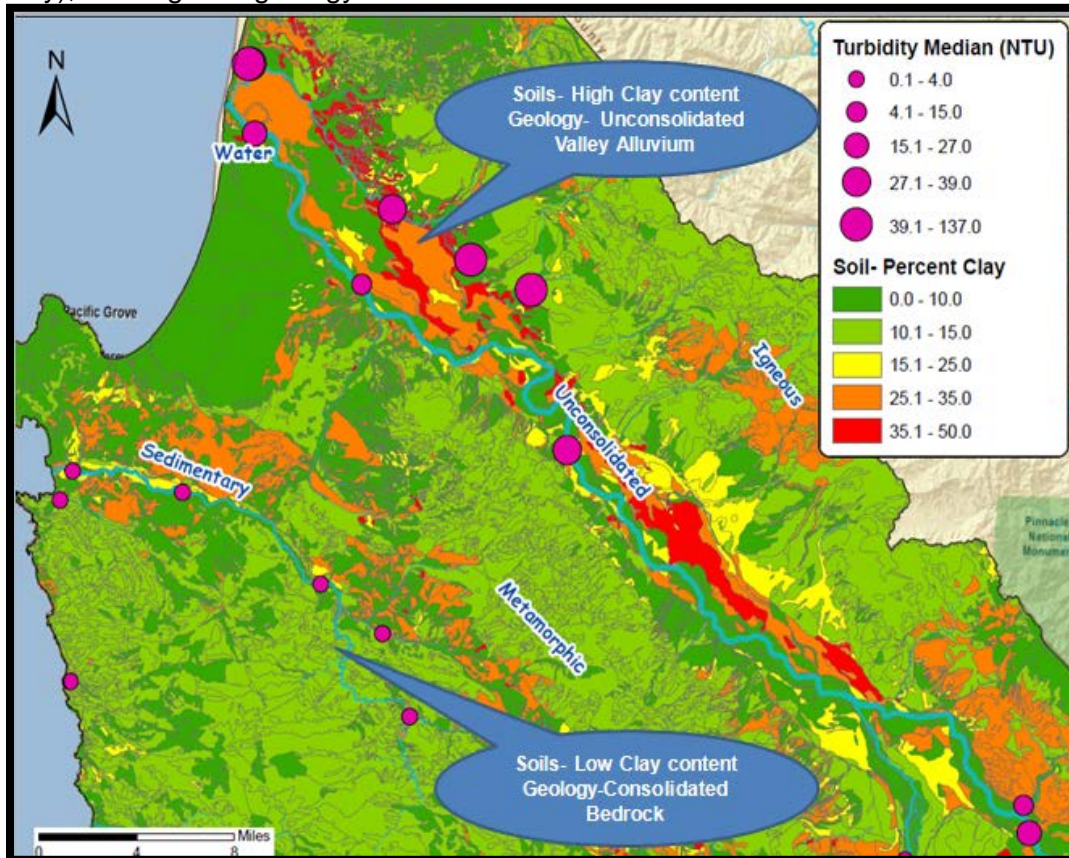 N
Soils- High Clay content
Geology- Unconsolidated
Valley Alluvium
Water
Pacific Grove
Sedimentary
Unconsolidated
Igneous
Metamorphic
Soils- Low Clay content
Geology-Consolidated
Bedrock
Turbidity Median (NTU)
0.1 - 4.0
4.1 - 15.0
15.1 - 27.0
27.1 - 39.0
39.1 - 137.0
Soil- Percent Clay
0.0 - 10.0
10.1 - 15.0
15.1 - 25.0
25.1 - 35.0
35.1 - 50.0
Pinnacle
Nation
Monume
Miles
0 4 8